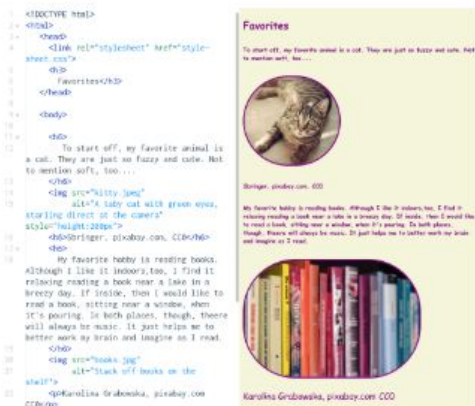 <!DOCTYPE html>
<html>
<head>
<link rel="stylesheet" href="style-
sheet.css">
<h3>
Favorites</h3>
</head>
<body>
<h6>
To start off, my favorite animal is
a cat. They are just so fuzzy and cute. Not
to mention soft, too....
</h6>
<img src="kitty.jpeg"
alt="A taby cat with green eyes,
starling direct at the camera"
style="height:200px">
<h6>Sbringer, pixabay.com, CC0</h6>
<h6>
My favorite hobby is reading books.
Although I like it indoors,too, I find it
relaxing reading a book near a lake in a
breezy day. If inside, then I would like to
read a book, sitting near a window, when
it's pouring. In both places, though, theere
will always be music. It just helps me to
better work my brain and imagine as I read.
</h6>
<img src="books.jpg"
alt="Stack off books on the
shelf">
<p>Karolina Grabowska, pixabay.com
Favorites
To start off, my favorite animal is a cat. They are just so fuzzy and cute. Not
to mention soft, too....
Sbringer, pixabay.com, CC0
My favorite hobby is reading books. Although I like it indoors,too, I find it
relaxing reading a book near a lake in a breezy day. If inside, then I would like
to read a book, sitting near a window, when it's pouring. In both places,
though, theere will always be music. It just helps me to better work my brain
and imagine as I read.
Karolina Grabowska, pixabay.com CC0